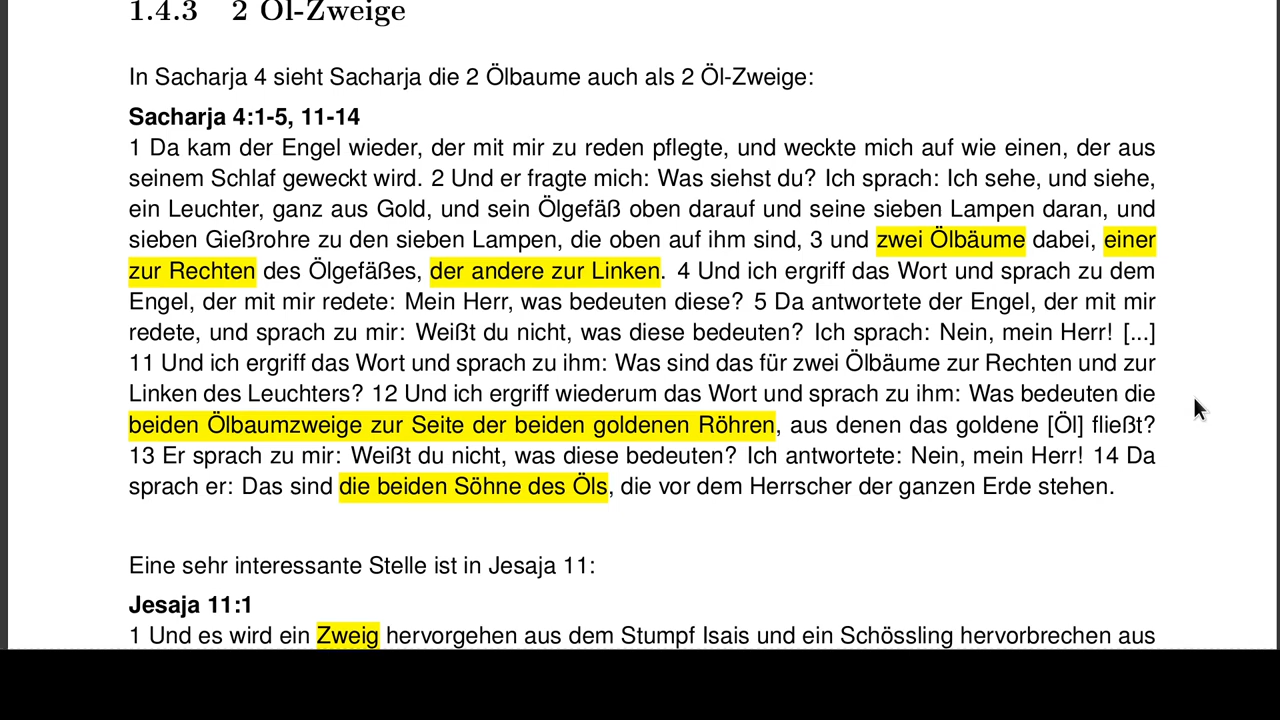 1.4.3 2 Öl-Zweige
In Sacharja 4 sieht Sacharja die 2 Ölbaume auch als 2 Öl-Zweige:
Sacharja 4:1-5, 11-14
1 Da kam der Engel wieder, der mit mir zu reden pflegte, und weckte mich auf wie einen, der aus
seinem Schlaf geweckt wird. 2 Und er fragte mich: Was siehst du? Ich sprach: Ich sehe, und siehe,
ein Leuchter, ganz aus Gold, und sein Ölgefäß oben darauf und seine sieben Lampen daran, und
sieben Gießrohre zu den sieben Lampen, die oben auf ihm sind, 3 und zwei Ölbäume dabei, einer
zur Rechten des Ölgefäßes, der andere zur Linken. 4 Und ich ergriff das Wort und sprach zu dem
Engel, der mit mir redete: Mein Herr, was bedeuten diese? 5 Da antwortete der Engel, der mit mir
redete, und sprach zu mir: Weißt du nicht, was diese bedeuten? Ich sprach: Nein, mein Herr! [...]
11 Und ich ergriff das Wort und sprach zu ihm: Was sind das für zwei Ölbäume zur Rechten und zur
Linken des Leuchters? 12 Und ich ergriff wiederum das Wort und sprach zu ihm: Was bedeuten die
beiden Ölbaumzweige zur Seite der beiden goldenen Röhren, aus denen das goldene [Öl] fließt?
13 Er sprach zu mir: Weißt du nicht, was diese bedeuten? Ich antwortete: Nein, mein Herr! 14 Da
sprach er: Das sind die beiden Söhne des Öls, die vor dem Herrscher der ganzen Erde stehen.
Eine sehr interessante Stelle ist in Jesaja 11:
Jesaja 11:1
1 Und es wird ein Zweig hervorgehen aus dem Stumpf Isais und ein Schössling hervorbrechen aus